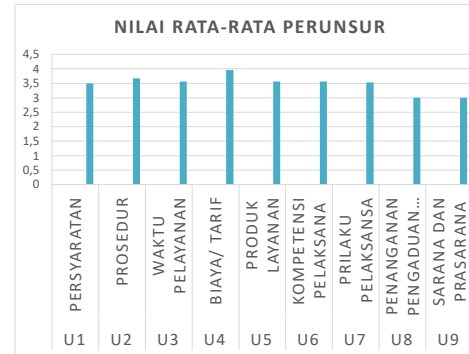 NILAI RATA-RATA PERUNSUR
4,5
4
3,5
3
2,5
2
1,5
1
0,5
0
PERSYARATAN
PROSEDUR
WAKTU
PELAYANAN
BIAYA/ TARIF
PRODUK
LAYANAN
KOMPETENSI
PELAKSANA
PRILAKU
PELAKSANSA
PENANGANAN
PENGADUAN...
SARANA DAN
PRASARANA
U1 U2 U3 U4 U5 U6 U7 U8 U9